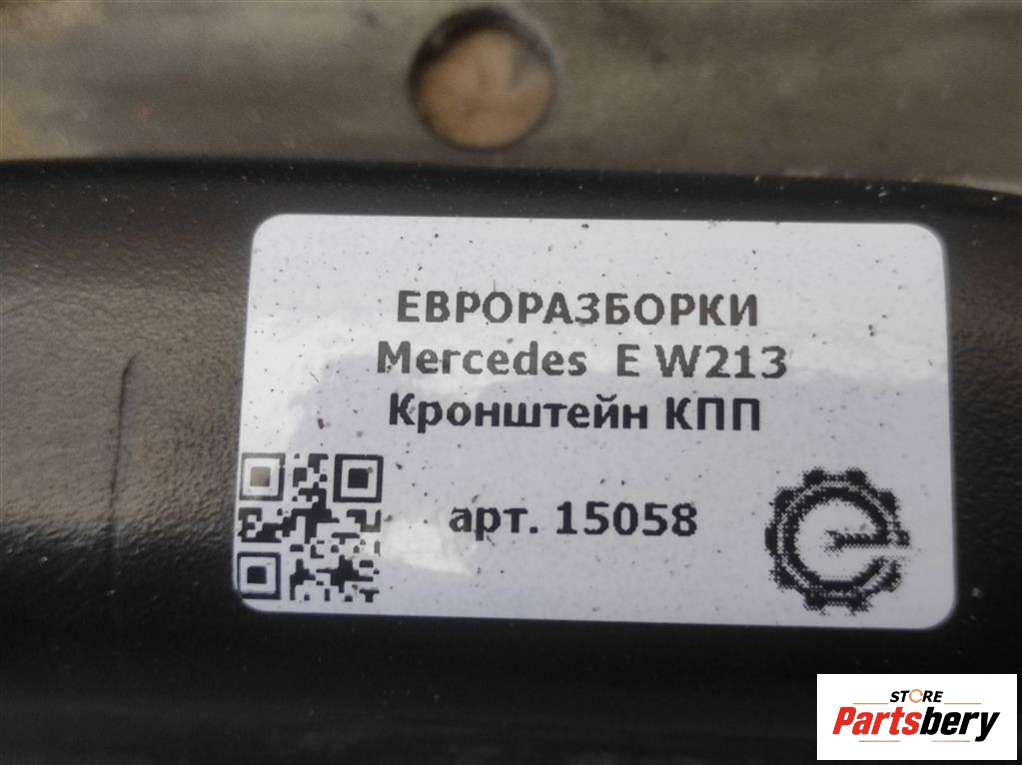 ЕВРОРАЗБОРКИ
Mercedes E W213
Кронштейн КПП
арт. 15058
STORE
Partsbery